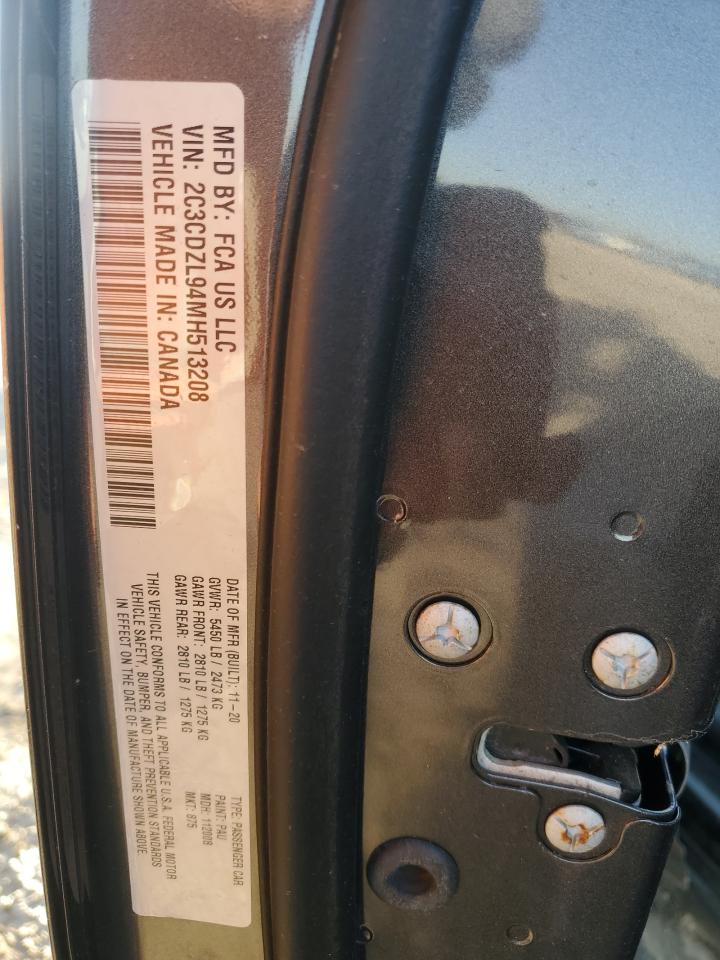 MFD BY: FCA US LLC
VIN: 2C3CDZL94MH513208
VEHICLE MADE IN: CANADA
DATE OF MFR (BUILT): 11-20
GVWR: 5450 LB / 2473 KG
GAWR FRONT: 2810 LB / 1275 KG
GAWR REAR: 2810 LB / 1275 KG
THIS VEHICLE CONFORMS TO ALL APPLICABLE U.S.A. FEDERAL MOTOR
VEHICLE SAFETY, BUMPER, AND THEFT PREVENTION STANDARDS
IN EFFECT ON THE DATE OF MANUFACTURE SHOWN ABOVE.
TYPE: PASSENGER CAR
PAINT: PAU
MDH: 112008
MKT: 875